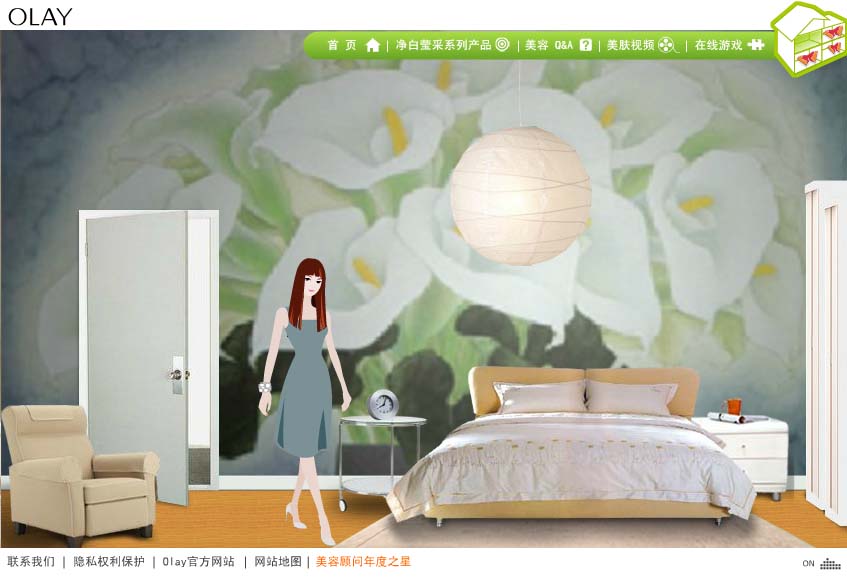 OLAY
首 页 | 净白莹采系列产品 | 美容 Q&A ? | 美肤视频 | 在线游戏
联系我们 | 隐私权利保护 | Olay官方网站 | 网站地图 | 美容顾问年度之星
ON